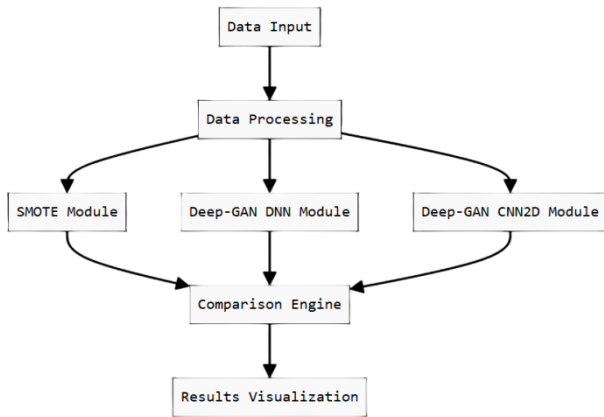 Data Input
Data Processing
SMOTE Module
Deep-GAN DNN Module
Deep-GAN CNN2D Module
Comparison Engine
Results Visualization